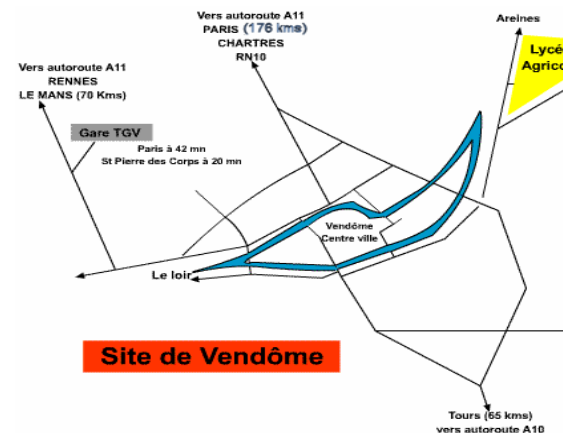 Vers autoroute A11
PARIS (176 kms)
CHARTRES
RN10
Areines
Lycé
Agrico
Vers autoroute A11
RENNES
LE MANS (70 Kms)
Gare TGV
Paris à 42 mn
St Pierre des Corps à 20 mn
Vendôme
Centre ville
Le loir
Site de Vendôme
Tours (65 kms)
vers autoroute A10